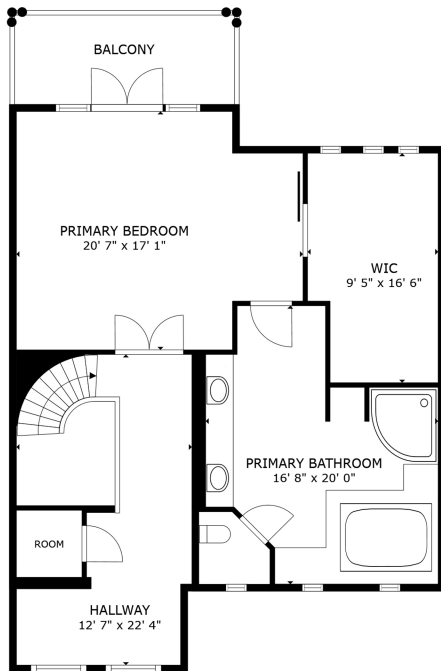 BALCONY
PRIMARY BEDROOM
20' 7" x 17' 1"
WIC
9' 5" x 16' 6"
PRIMARY BATHROOM
16' 8" x 20' 0"
ROOM
HALLWAY
12' 7" x 22' 4"